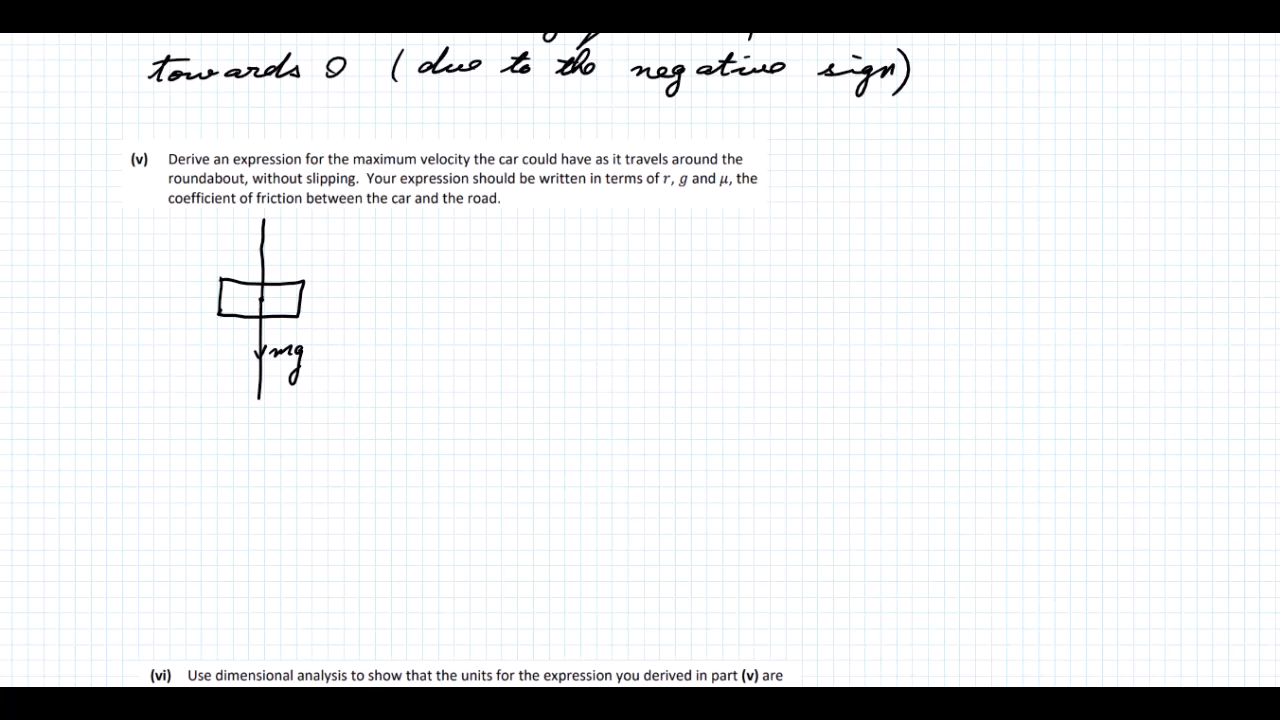 towards 0 (due to the negative sign)
(v) Derive an expression for the maximum velocity the car could have as it travels around the
roundabout, without slipping. Your expression should be written in terms of r, g and μ, the
coefficient of friction between the car and the road.
mg
(vi) Use dimensional analysis to show that the units for the expression you derived in part (v) are